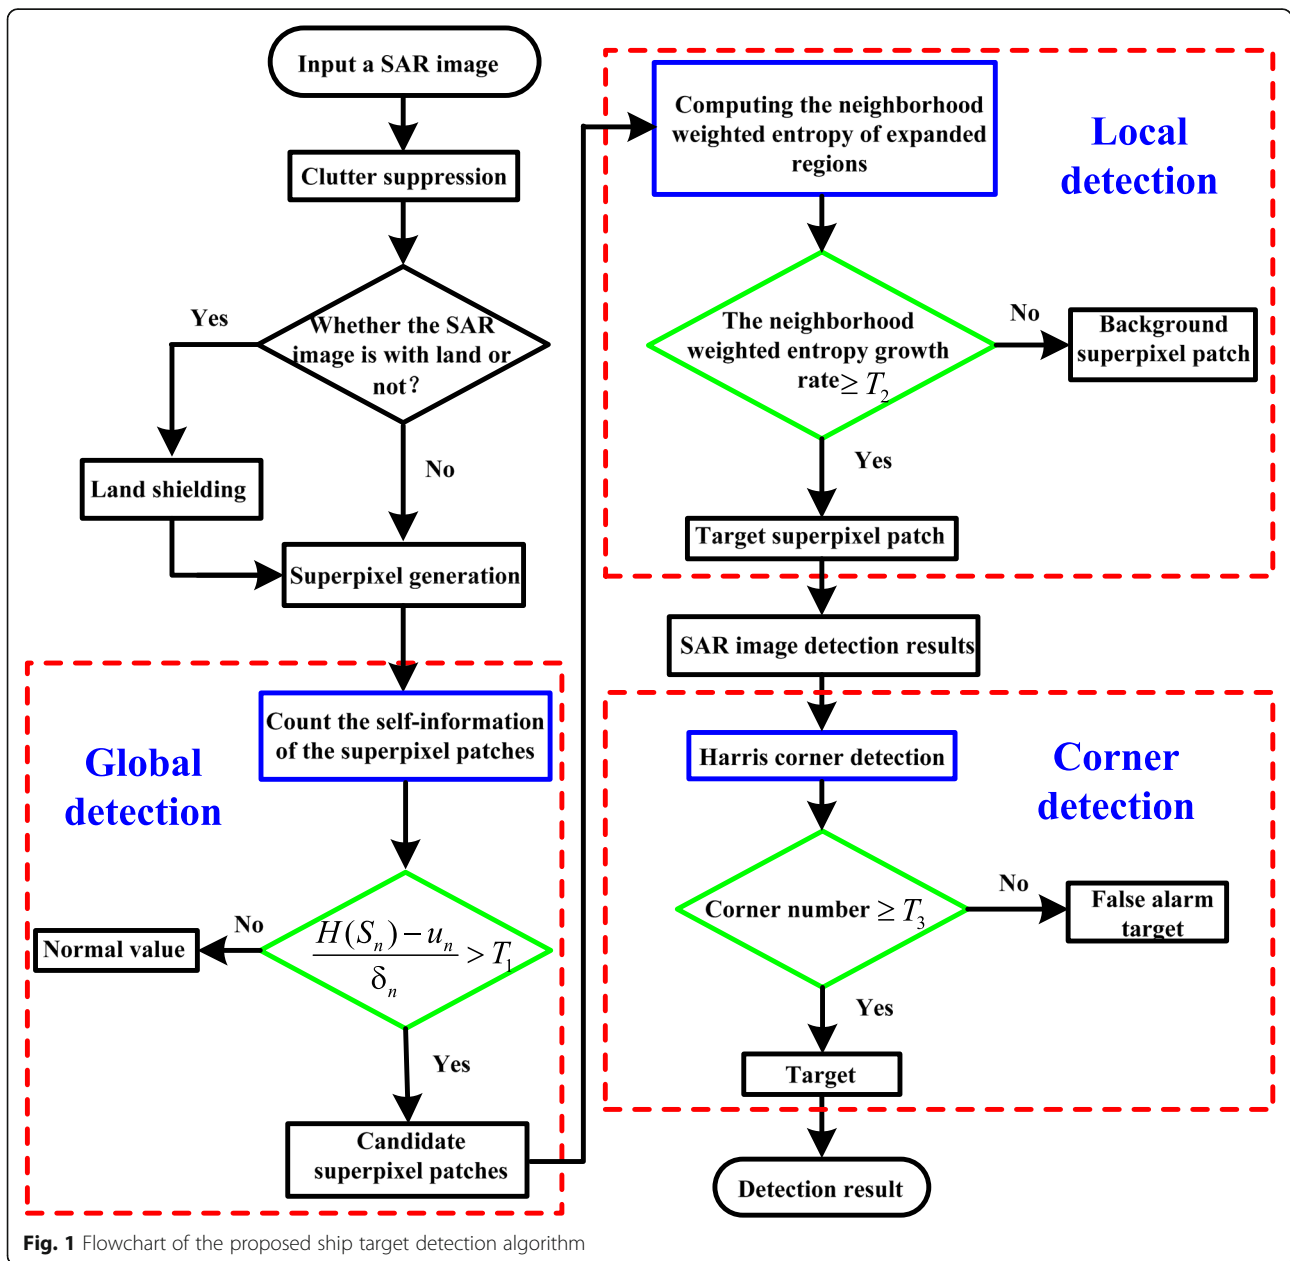 Input a SAR image
Clutter suppression
Whether the SAR
image is with land or
not?
Yes
No
Land shielding
Superpixel generation
Global
detection
Count the self-information
of the superpixel patches
(H(Sₙ) − uₙ) / δₙ > T₁
No
Normal value
Yes
Candidate
superpixel patches
Local
detection
Computing the neighborhood
weighted entropy of expanded
regions
The neighborhood
weighted entropy growth
rate ≥ T₂
No
Background
superpixel patch
Yes
Target superpixel patch
SAR image detection results
Corner
detection
Harris corner detection
Corner number ≥ T₃
No
False alarm
target
Yes
Target
Detection result
Fig. 1 Flowchart of the proposed ship target detection algorithm